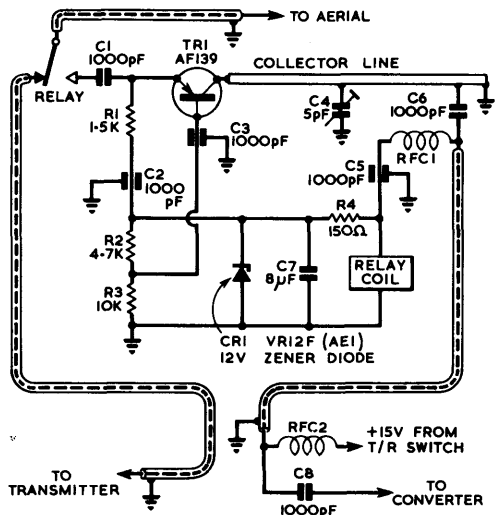 TO AERIAL
C1
1000pF
TR1
AF139
RELAY
COLLECTOR LINE
R1
1·5K
C3
1000pF
C4
5pF
C6
1000pF
RFC1
C2
1000
pF
C5
1000pF
R4
150Ω
R2
4·7K
C7
8µF
RELAY
COIL
R3
10K
CR1
12V
VR12F (AEI)
ZENER DIODE
RFC2
+15V FROM
T/R SWITCH
TO
TRANSMITTER
C8
1000pF
TO
CONVERTER